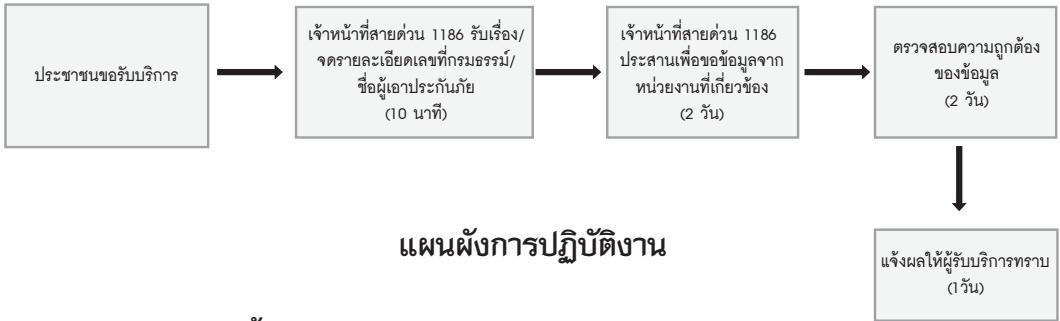 ประชาชนขอรับบริการ
เจ้าหน้าที่สายด่วน 1186 รับเรื่อง/
จดรายละเอียดเลขที่กรมธรรม์/
ชื่อผู้เอาประกันภัย
(10 นาที)
เจ้าหน้าที่สายด่วน 1186
ประสานเพื่อขอข้อมูลจาก
หน่วยงานที่เกี่ยวข้อง
(2 วัน)
ตรวจสอบความถูกต้อง
ของข้อมูล
(2 วัน)
แผนผังการปฏิบัติงาน
แจ้งผลให้ผู้รับบริการทราบ
(1วัน)